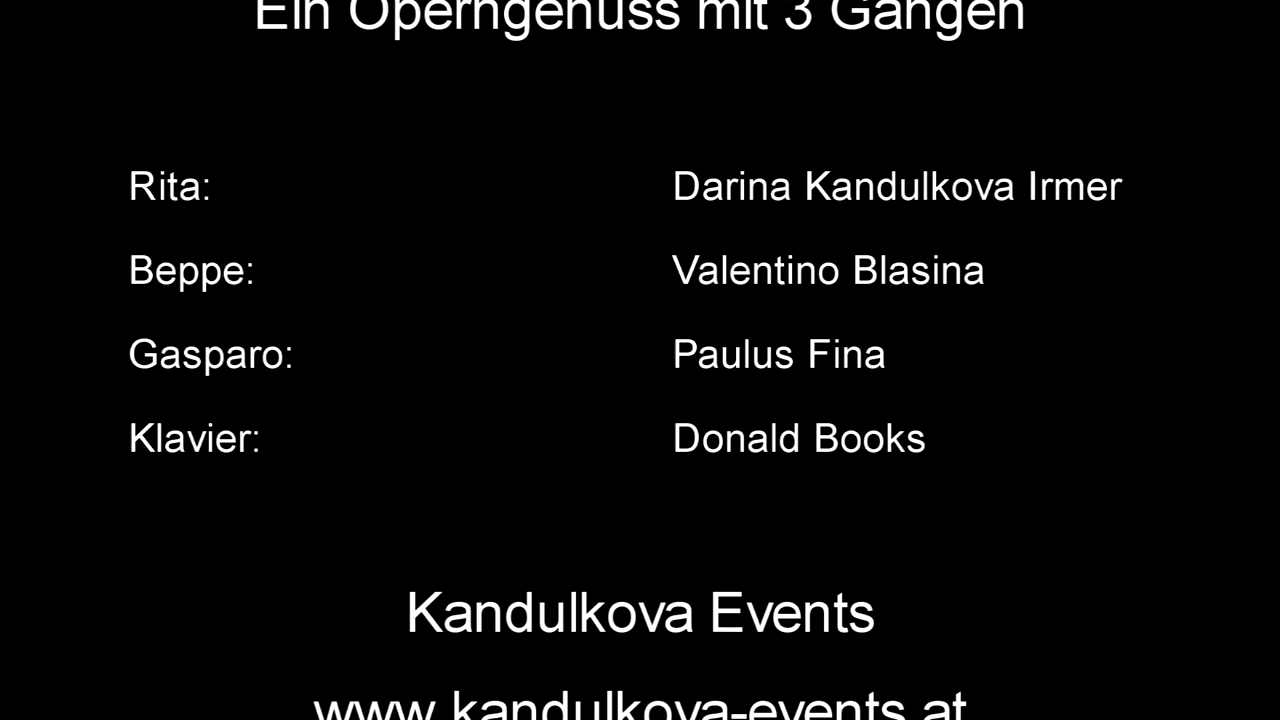 Ein Operngenuss mit 3 Gängen
Rita: Darina Kandulkova Irmer
Beppe: Valentino Blasina
Gasparo: Paulus Fina
Klavier: Donald Books
Kandulkova Events
www.kandulkova-events.at